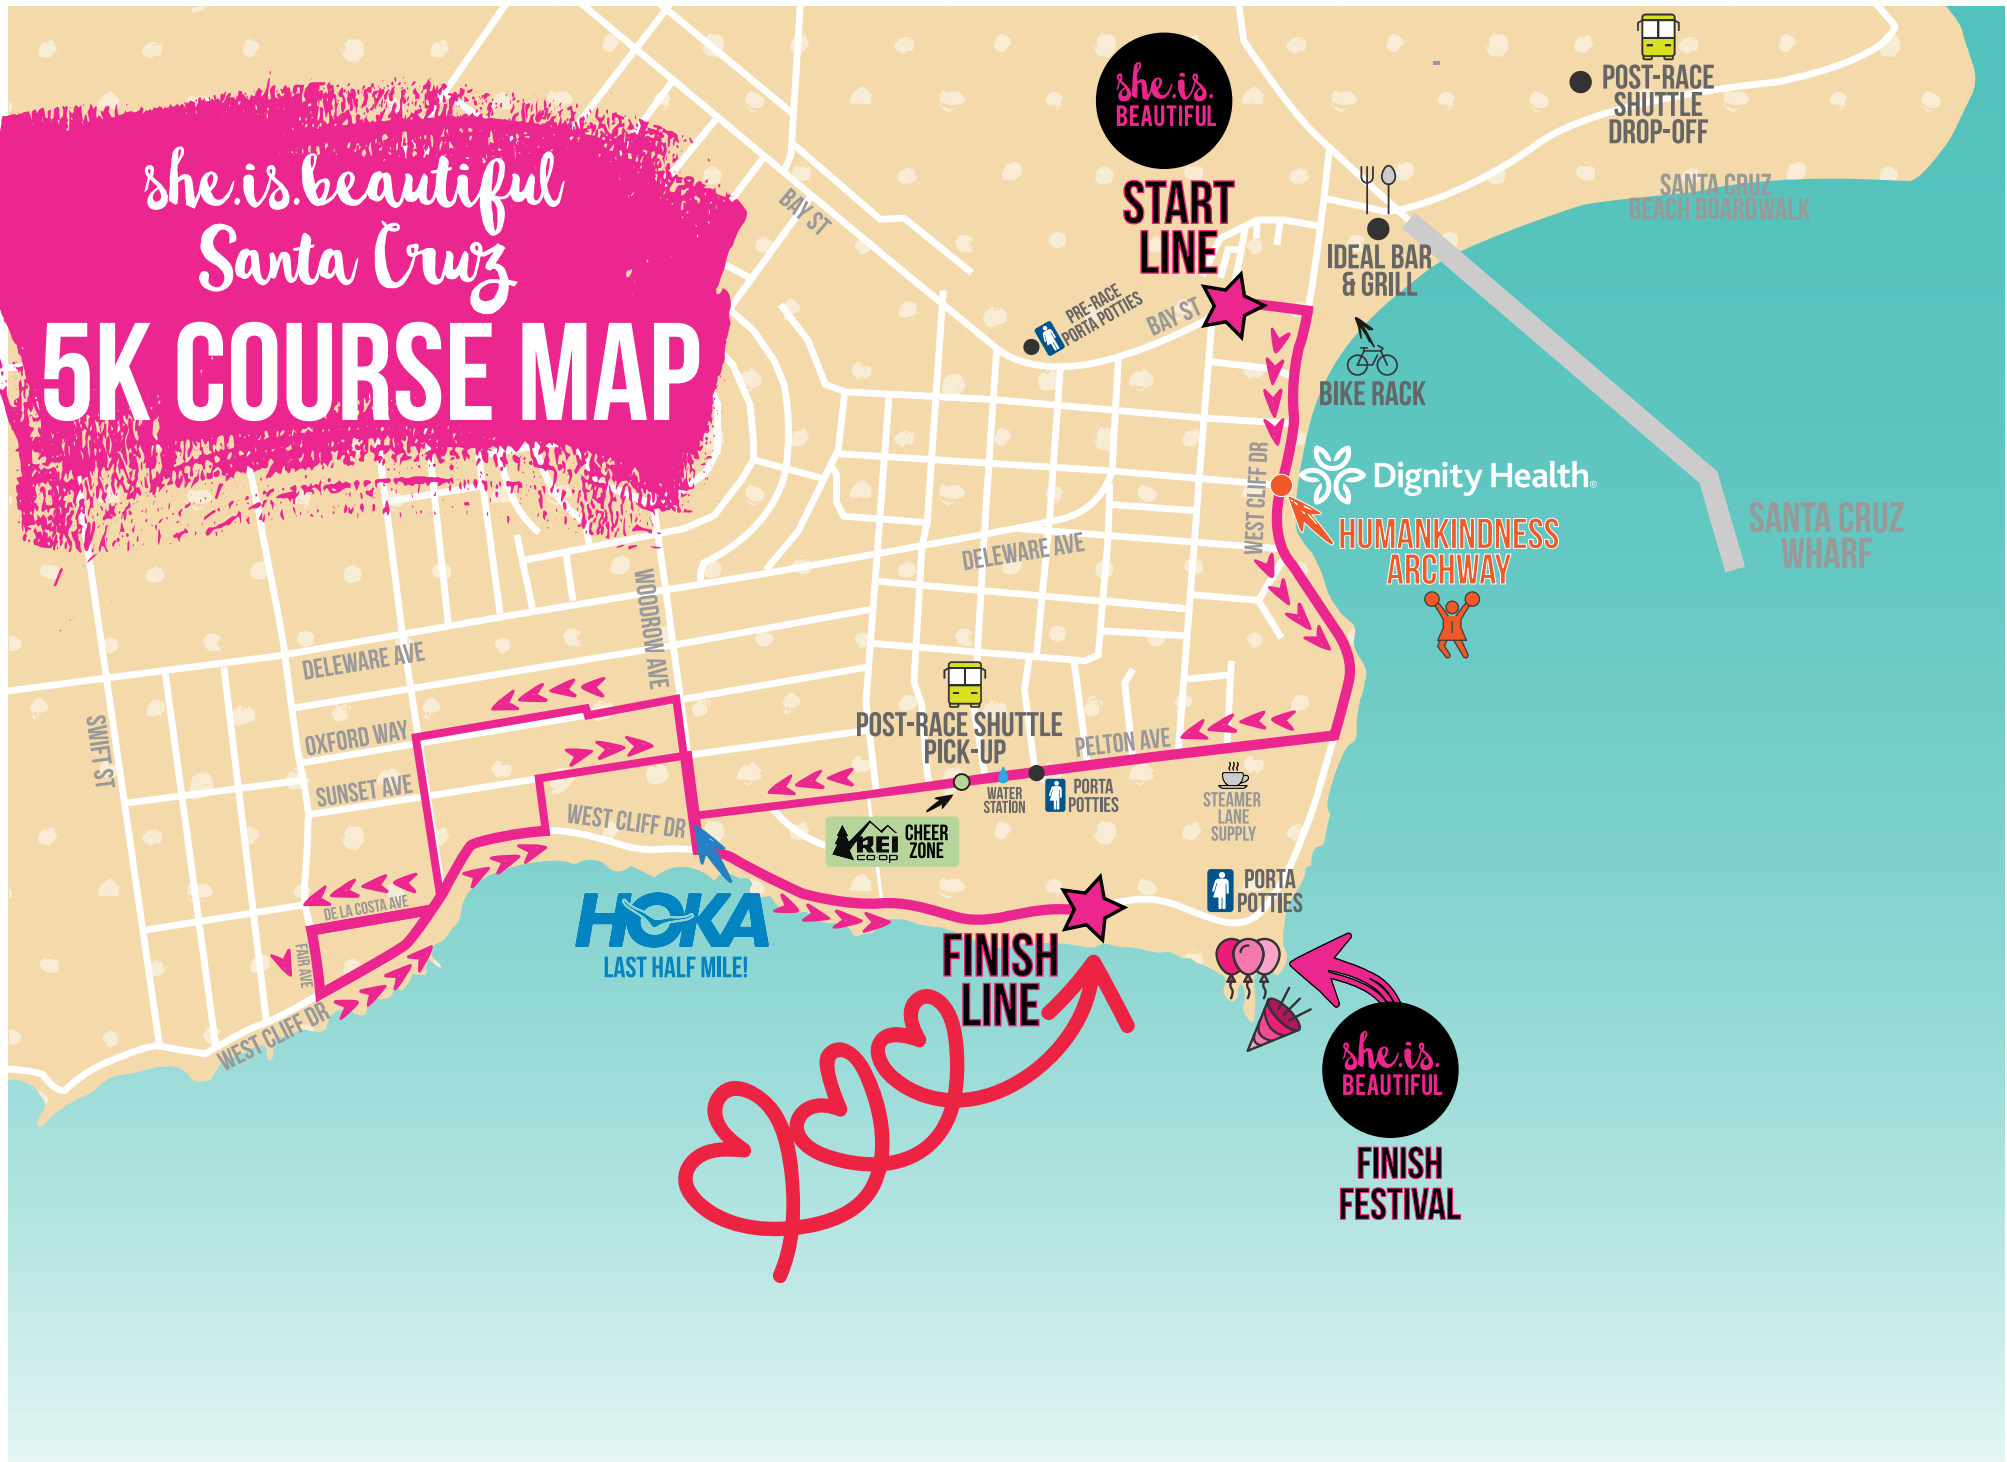 she.is.beautiful
Santa Cruz
5K COURSE MAP
she.is.
BEAUTIFUL
START
LINE
POST-RACE
SHUTTLE
DROP-OFF
SANTA CRUZ
BEACH BOARDWALK
IDEAL BAR
& GRILL
BAY ST
PRE-RACE
PORTA POTTIES
BAY ST
BIKE RACK
WEST CLIFF DR
Dignity Health®
HUMANKINDNESS
ARCHWAY
SANTA CRUZ
WHARF
DELEWARE AVE
WOODROW AVE
DELEWARE AVE
SWIFT ST
OXFORD WAY
SUNSET AVE
WEST CLIFF DR
POST-RACE SHUTTLE
PICK-UP
PELTON AVE
WATER
STATION
PORTA
POTTIES
STEAMER
LANE
SUPPLY
REI
CO·OP
CHEER
ZONE
PORTA
POTTIES
DE LA COSTA AVE
FAIR AVE
WEST CLIFF DR
HOKA
LAST HALF MILE!
FINISH
LINE
she.is.
BEAUTIFUL
FINISH
FESTIVAL